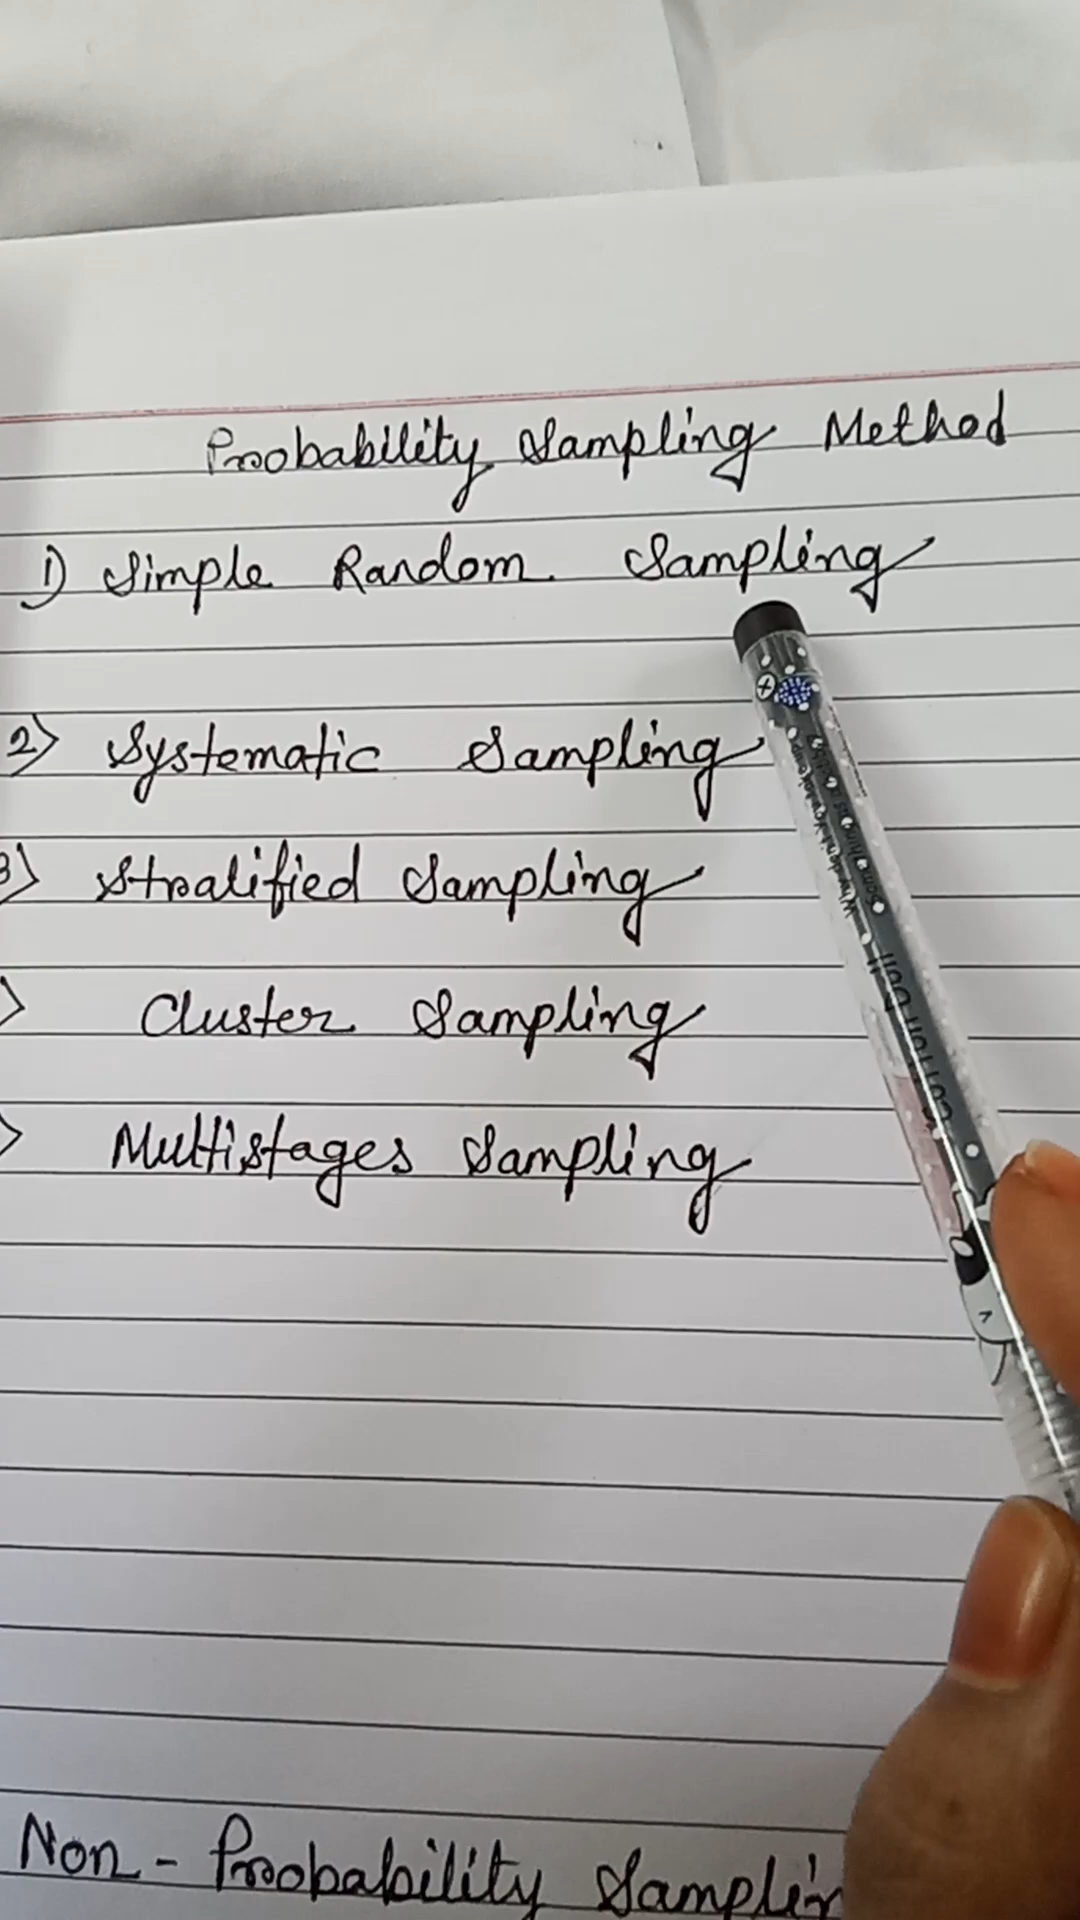 Probability Sampling Method
1) Simple Random Sampling
2) Systematic Sampling
3) Stratified Sampling
Cluster Sampling
Multistages Sampling
Non - Probability Samplin